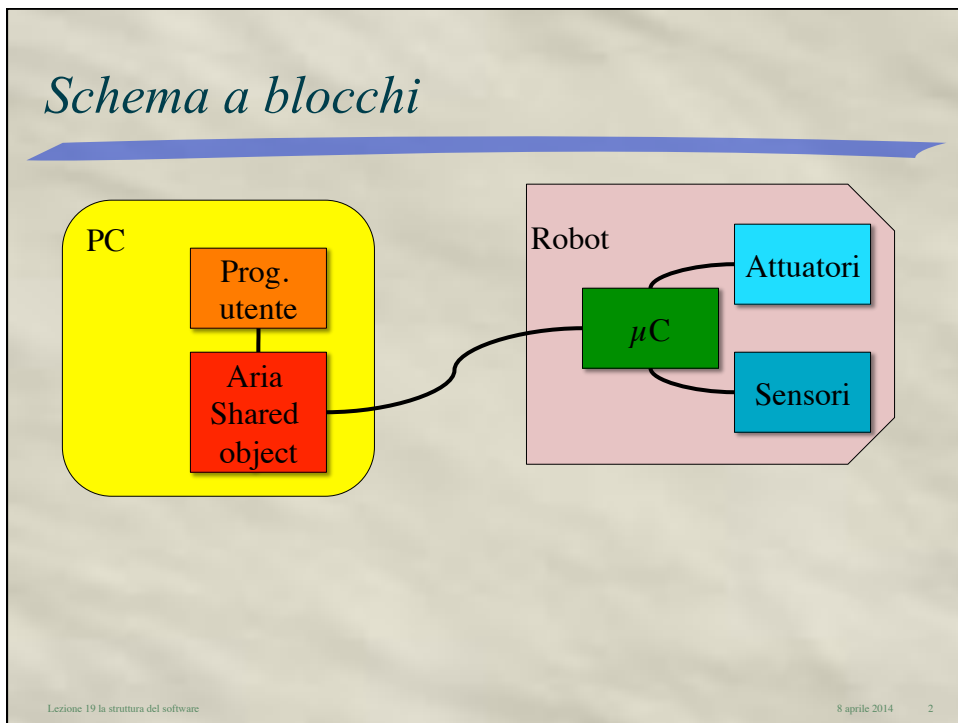 Schema a blocchi
PC
Prog.
utente
Aria
Shared
object
Robot
µC
Attuatori
Sensori
Lezione 19 la struttura del software
8 aprile 2014
2